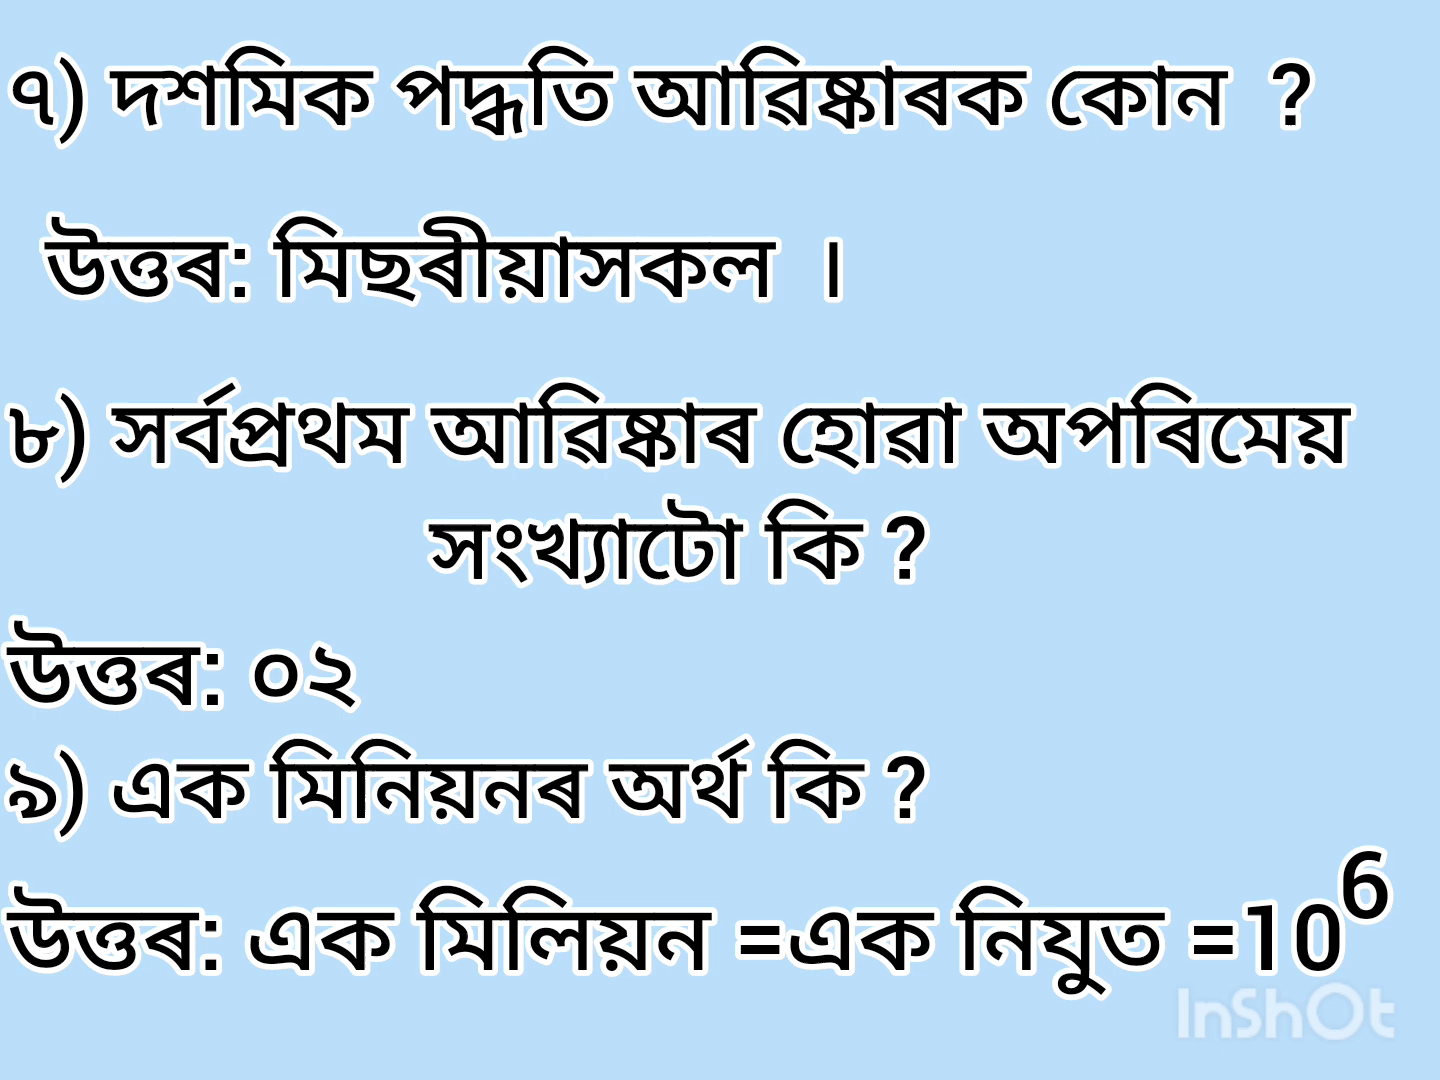 ৭) দশমিক পদ্ধতি আৱিষ্কাৰক কোন ?
উত্তৰ: মিছৰীয়াসকল ।
৮) সৰ্বপ্ৰথম আৱিষ্কাৰ হোৱা অপৰিমেয়
সংখ্যাটো কি ?
উত্তৰ: ০২
৯) এক মিনিয়নৰ অৰ্থ কি ?
উত্তৰ: এক মিলিয়ন =এক নিযুত =10⁶
InShOt